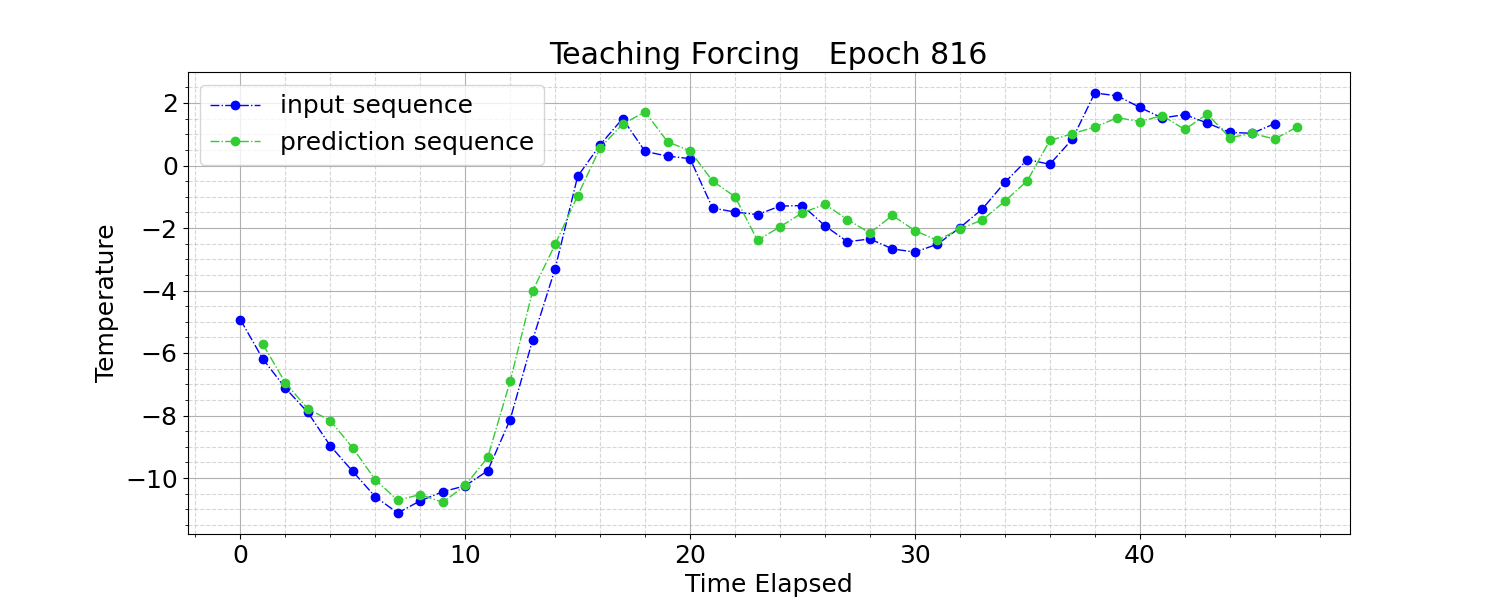 Teaching Forcing   Epoch 816
input sequence
prediction sequence
Temperature
2
0
−2
−4
−6
−8
−10
0 10 20 30 40
Time Elapsed